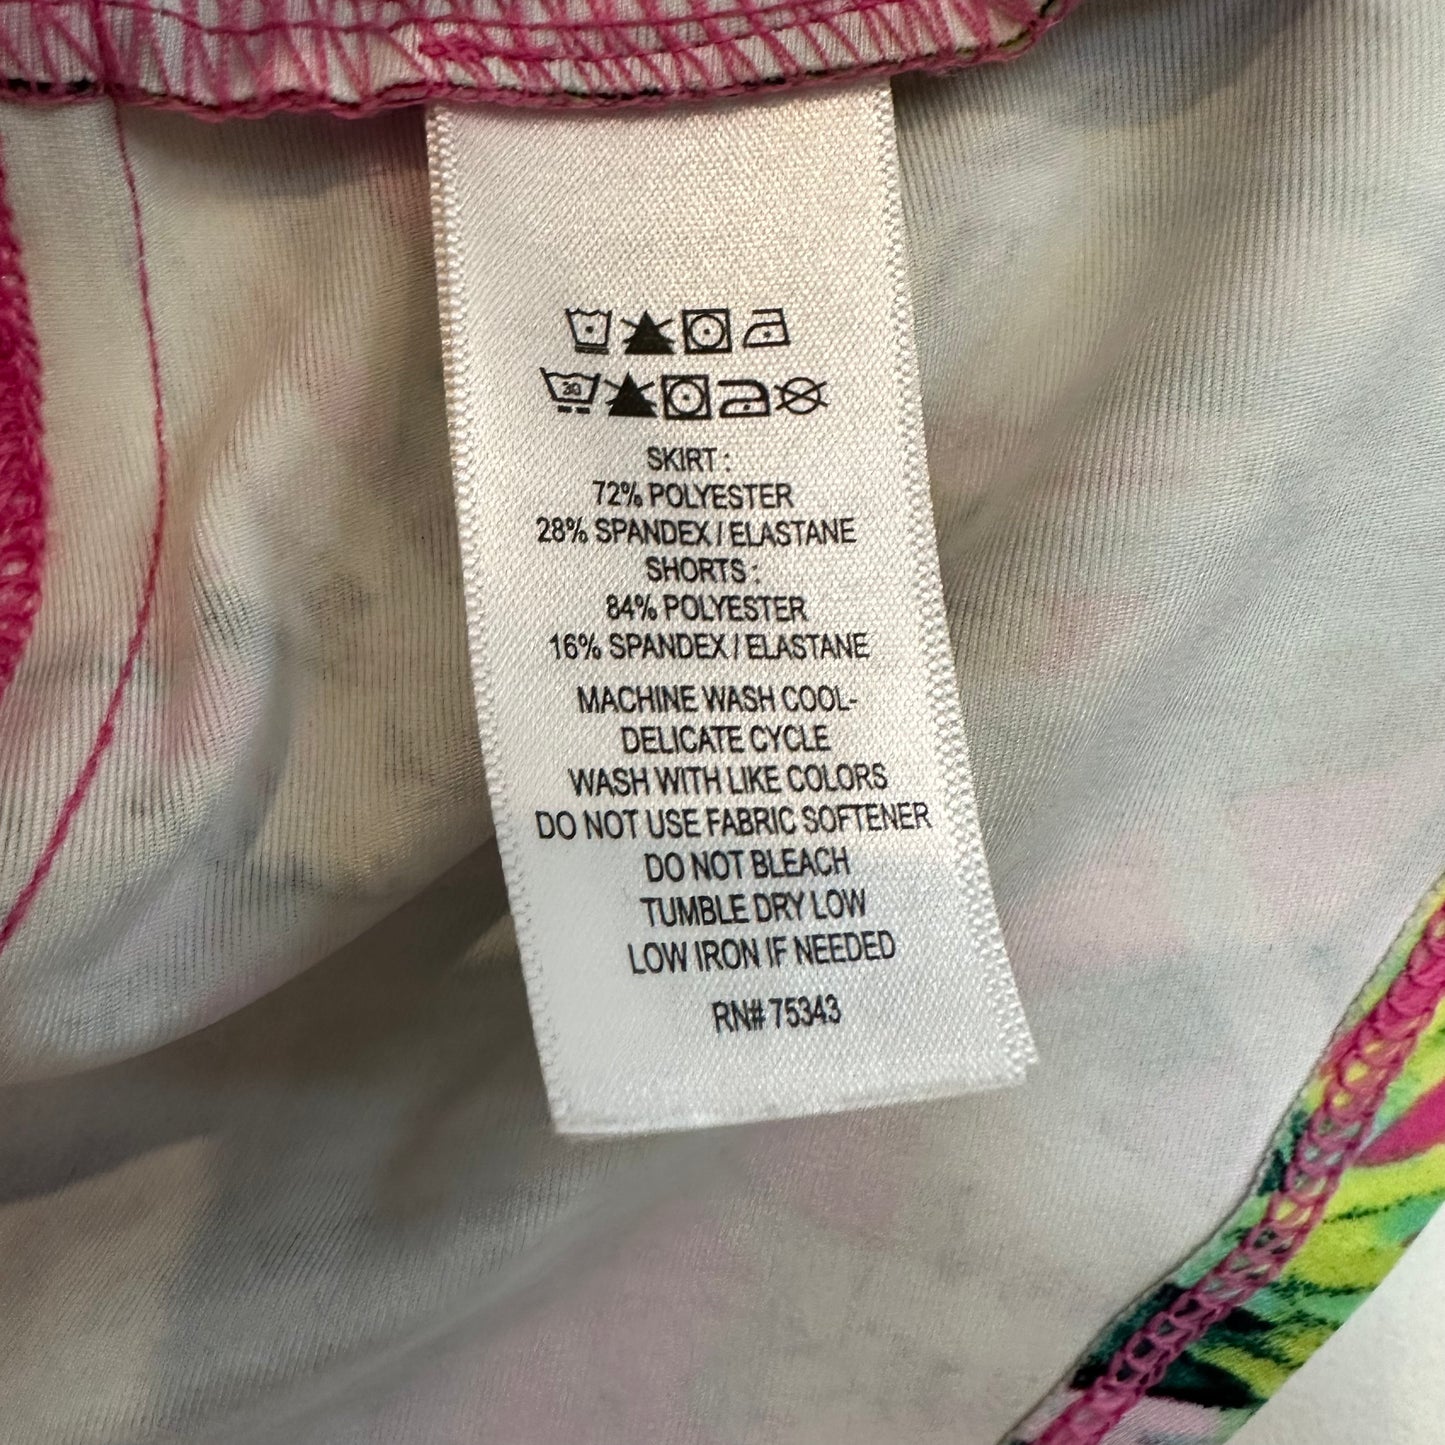 30
SKIRT :
72% POLYESTER
28% SPANDEX / ELASTANE
SHORTS :
84% POLYESTER
16% SPANDEX / ELASTANE
MACHINE WASH COOL-
DELICATE CYCLE
WASH WITH LIKE COLORS
DO NOT USE FABRIC SOFTENER
DO NOT BLEACH
TUMBLE DRY LOW
LOW IRON IF NEEDED
RN# 75343